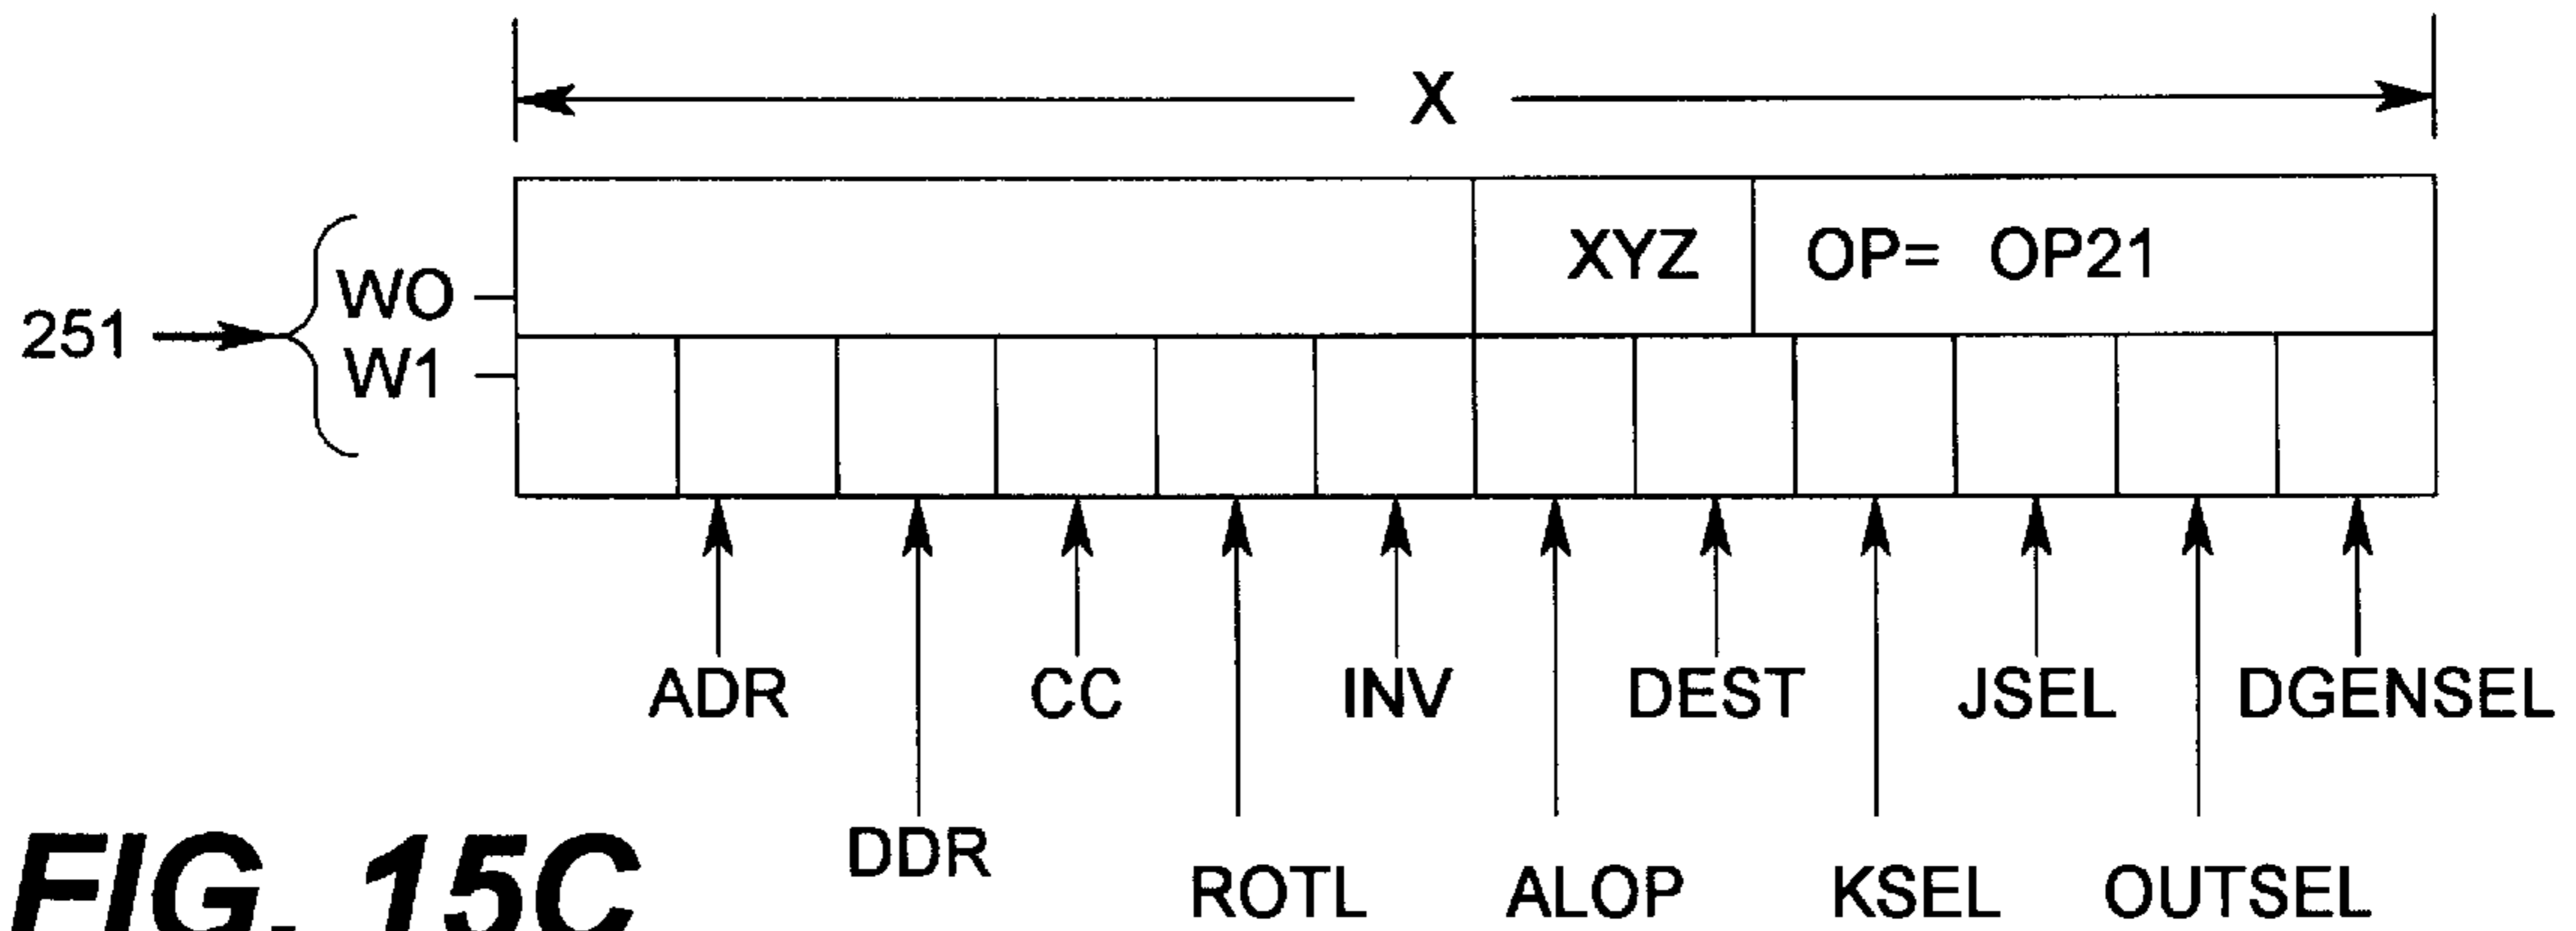 X
XYZ OP= OP21
251 WO
W1
ADR CC INV DEST JSEL DGENSEL
DDR ROTL ALOP KSEL OUTSEL
FIG. 15C